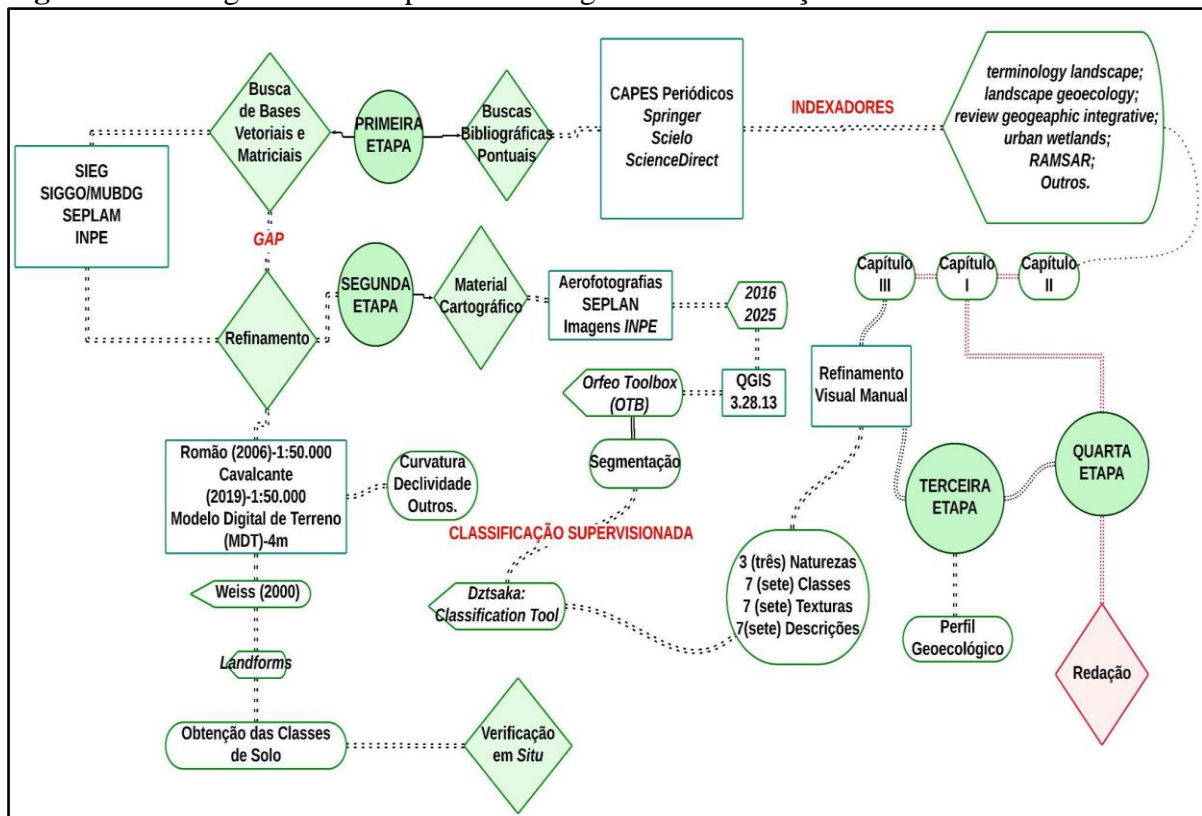 Busca
de Bases
Vetoriais e
Matriciais
PRIMEIRA
ETAPA
Buscas
Bibliográficas
Pontuais
CAPES Periódicos
Springer
Scielo
ScienceDirect
INDEXADORES
terminology landscape;
landscape geoecology;
review geogeaphic integrative;
urban wetlands;
RAMSAR;
Outros.
SIEG
SIGGO/MUBDG
SEPLAM
INPE
GAP
Refinamento
SEGUNDA
ETAPA
Material
Cartográfico
Aerofotografias
SEPLAN
Imagens INPE
2016
2025
QGIS
3.28.13
Orfeo Toolbox
(OTB)
Segmentação
CLASSIFICAÇÃO SUPERVISIONADA
Dztsaka:
Classification Tool
3 (três) Naturezas
7 (sete) Classes
7 (sete) Texturas
7(sete) Descrições
Refinamento
Visual Manual
Capítulo
III
Capítulo
I
Capítulo
II
TERCEIRA
ETAPA
QUARTA
ETAPA
Perfil
Geoecológico
Redação
Romão (2006)-1:50.000
Cavalcante
(2019)-1:50.000
Modelo Digital de Terreno
(MDT)-4m
Curvatura
Declividade
Outros.
Weiss (2000)
Landforms
Obtenção das Classes
de Solo
Verificação
em Situ